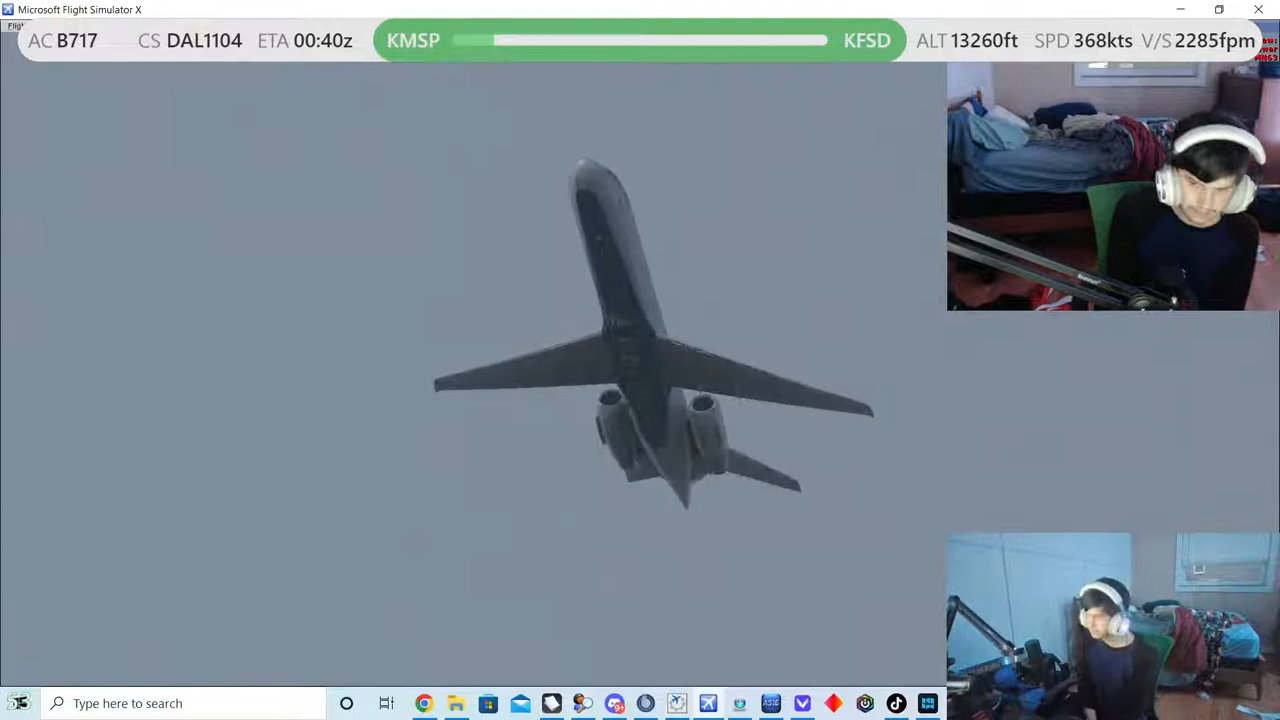 Microsoft Flight Simulator X
AC B717 CS DAL1104 ETA 00:40z KMSP KFSD ALT 13260ft SPD 368kts V/S 2285fpm
Type here to search